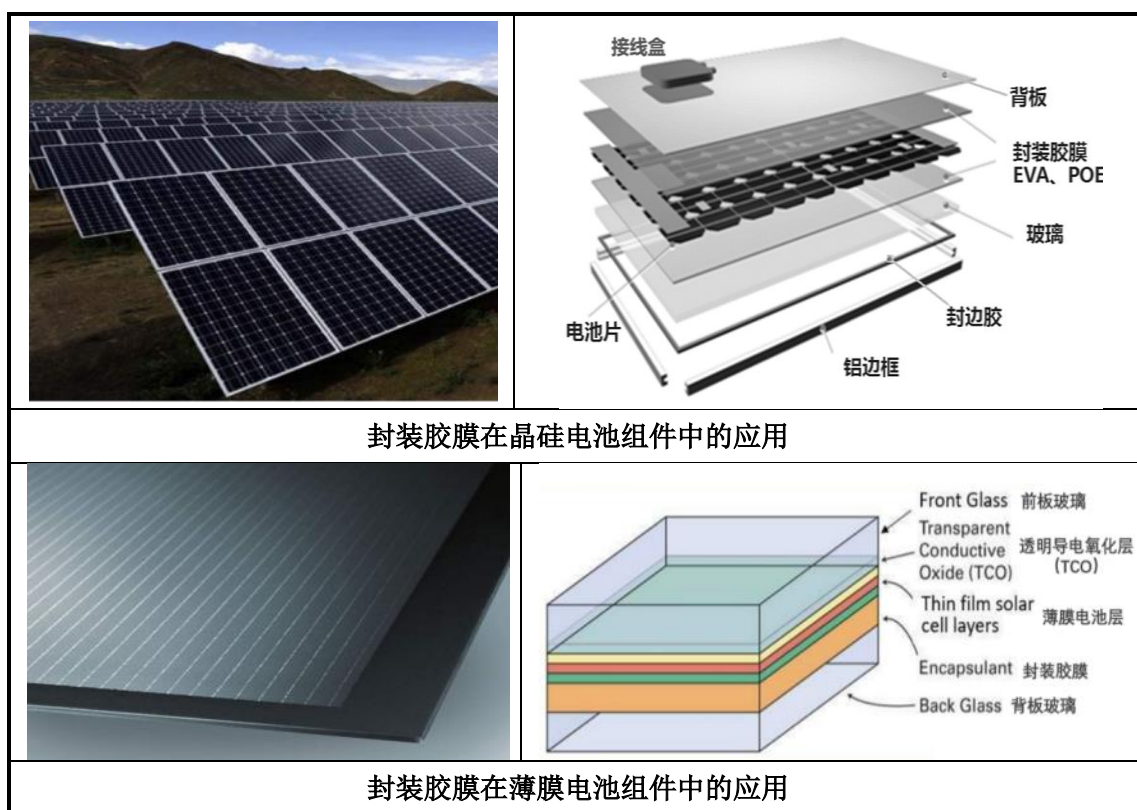 接线盒
背板
封装胶膜
EVA、POE
玻璃
电池片
封边胶
铝边框
封装胶膜在晶硅电池组件中的应用
Front Glass 前板玻璃
Transparent
Conductive
Oxide (TCO)
透明导电氧化层
(TCO)
Thin film solar
cell layers
薄膜电池层
Encapsulant 封装胶膜
Back Glass 背板玻璃
封装胶膜在薄膜电池组件中的应用